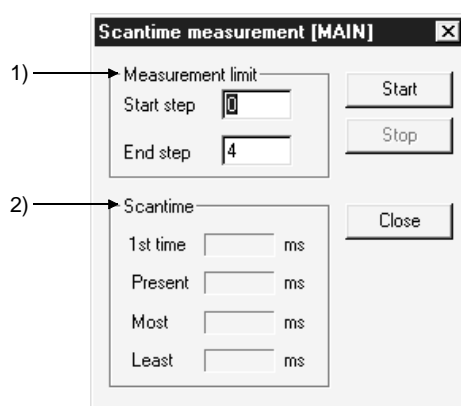 Scantime measurement [MAIN]
1)
Measurement limit
Start
Start step 0
Stop
End step 4
2)
Scantime
Close
1st time ms
Present ms
Most ms
Least ms